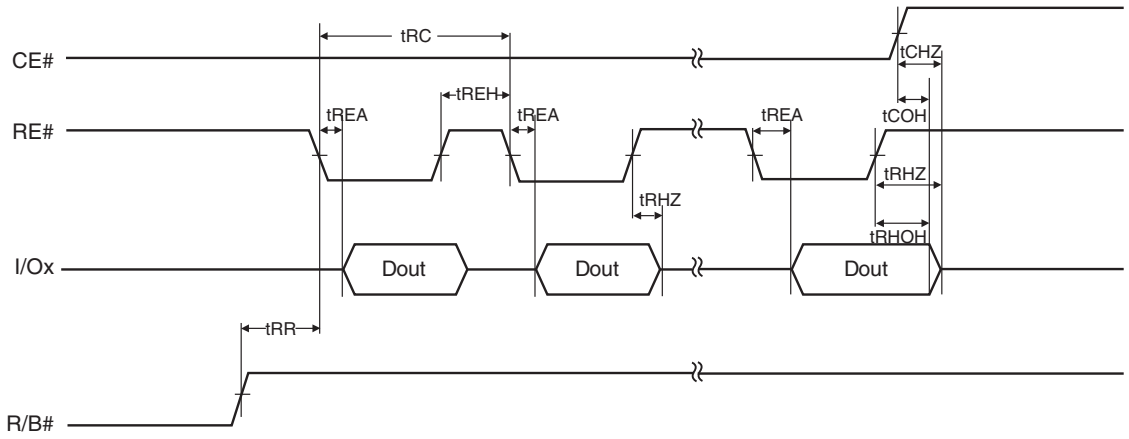 CE#
tRC
tCHZ
tREH
tCOH
RE#
tREA
tREA
tREA
tRHZ
tRHZ
tRHOH
I/Ox
Dout
Dout
Dout
tRR
R/B#